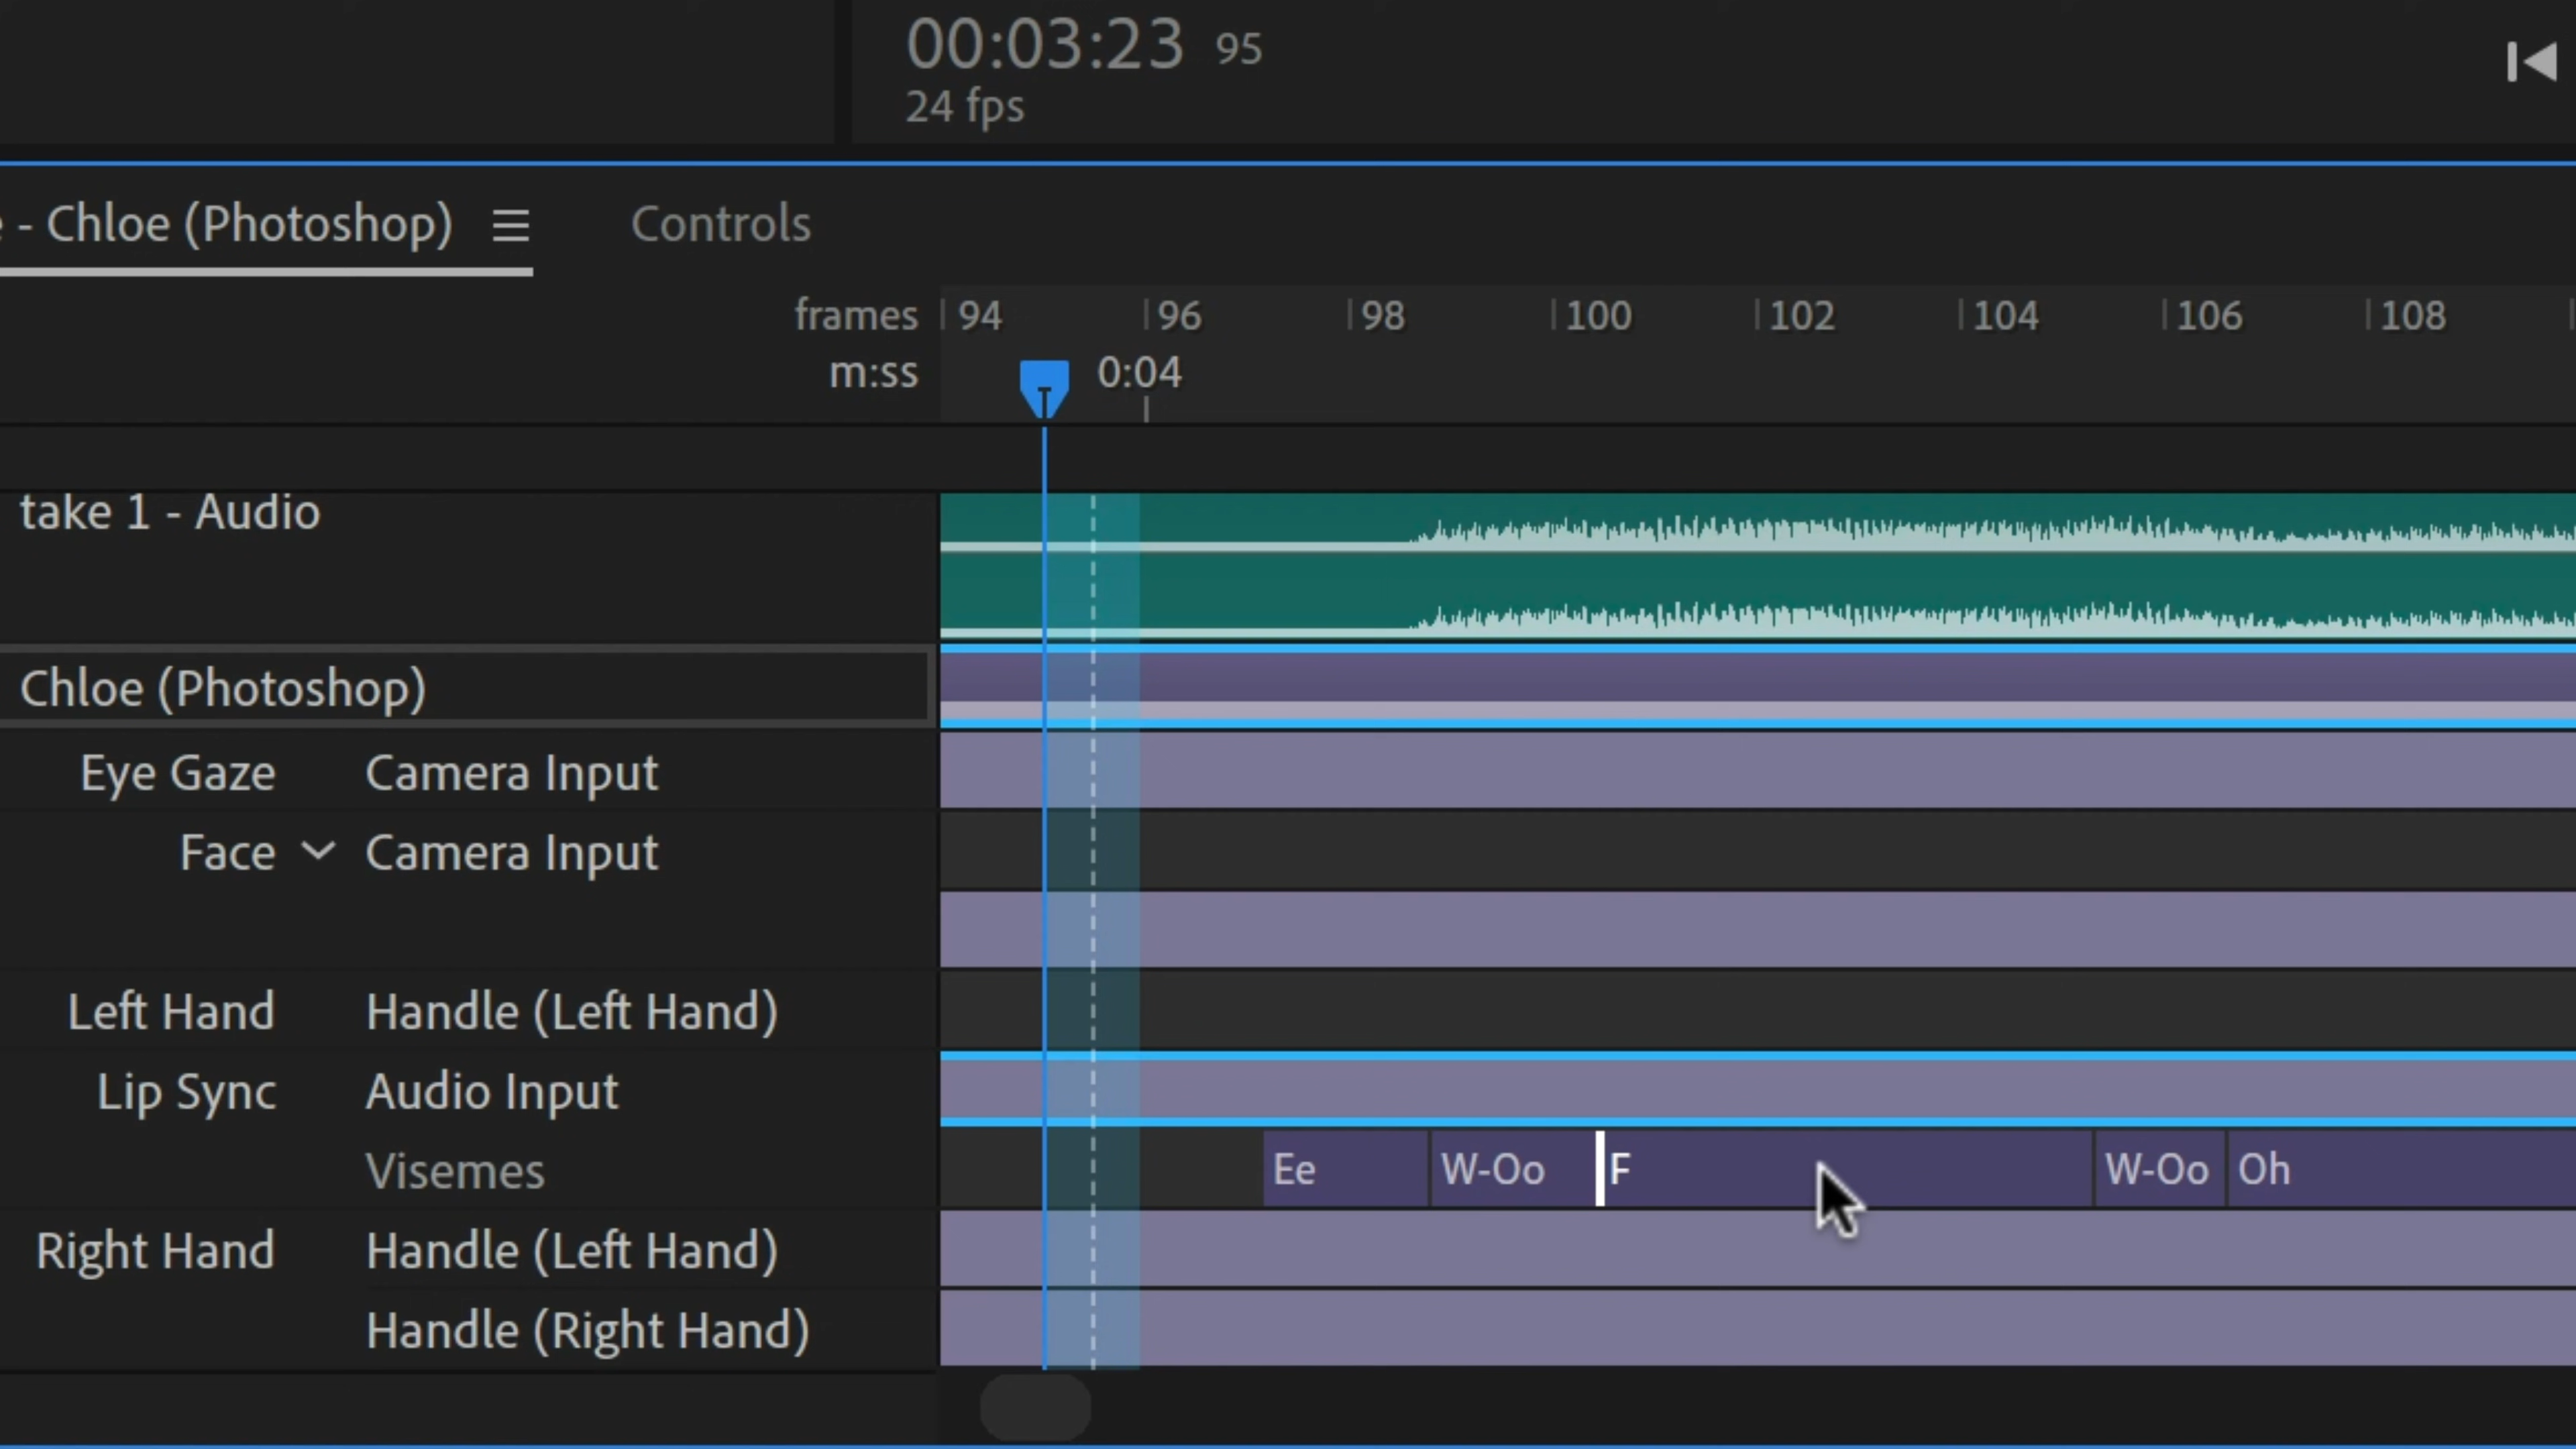 00:03:23 95
24 fps
- Chloe (Photoshop) Controls
frames 94 96 98 100 102 104 106 108
m:ss 0:04
take 1 - Audio
Chloe (Photoshop)
Eye Gaze Camera Input
Face Camera Input
Left Hand Handle (Left Hand)
Lip Sync Audio Input
Visemes Ee W-Oo F W-Oo Oh
Right Hand Handle (Left Hand)
Handle (Right Hand)